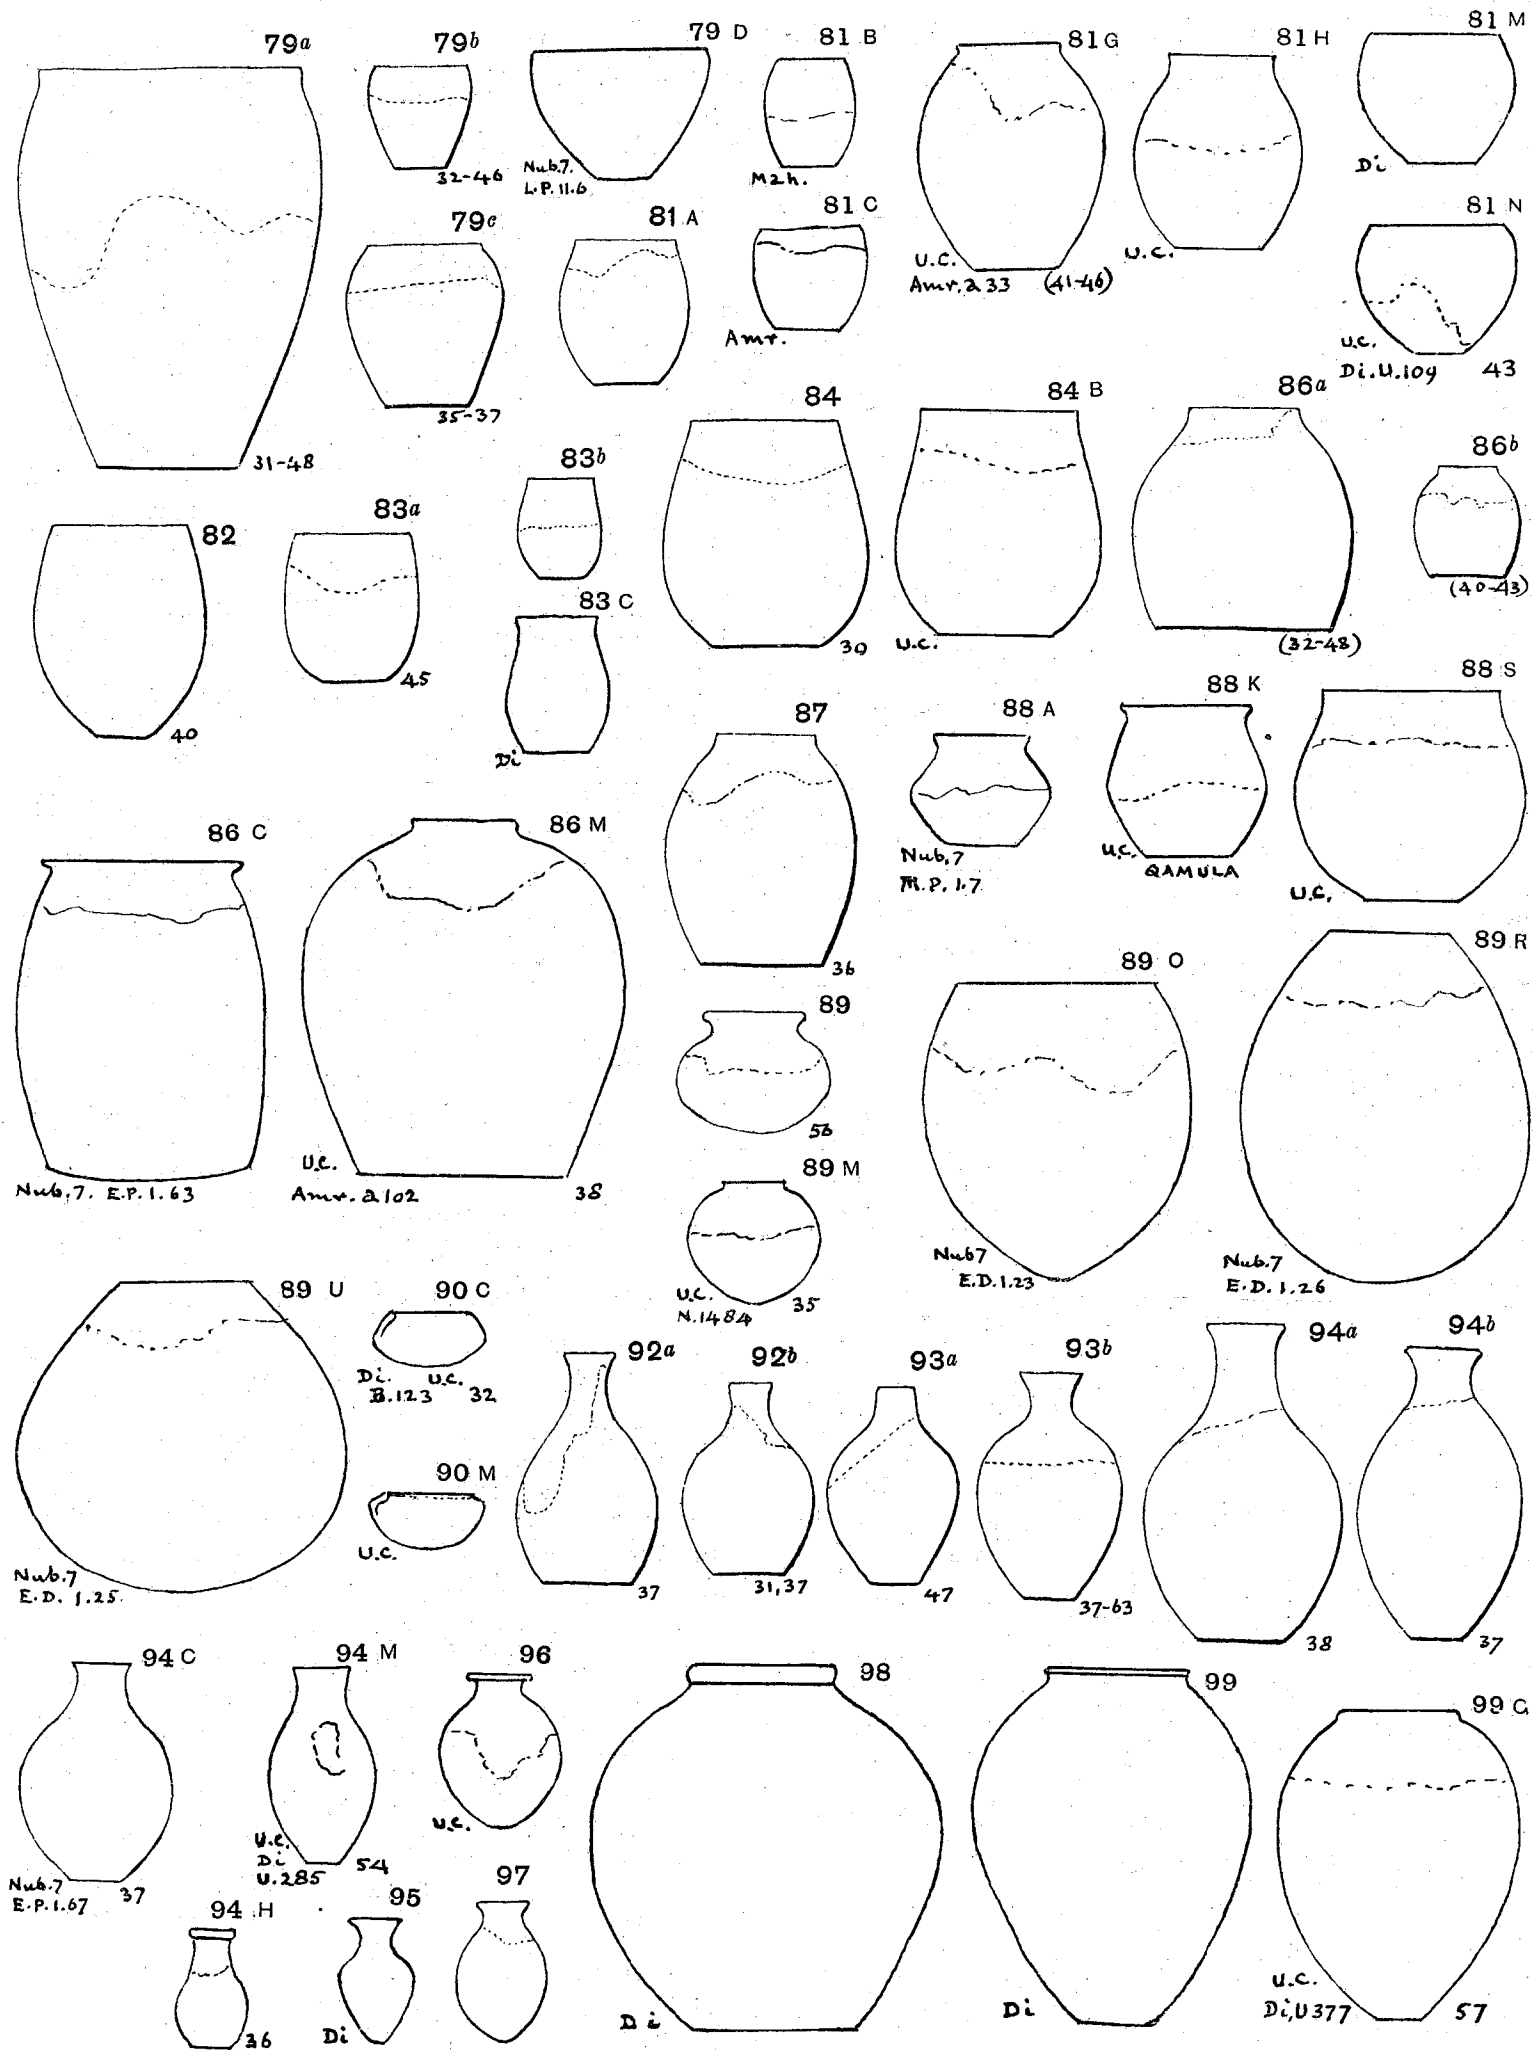 79a
31-48
79b
32-46
79 D
Nub.7.
L.P. 11.6
81 B
M2h.
81 G
U.C.
Amr. a 33 (41-46)
81 H
U.C.
81 M
Di
79c
35-37
81 A
81 C
Amr.
81 N
U.C.
Di. U.109 43
82
40
83a
45
83b
83 C
Di
84
39
84 B
U.C.
86a
(32-48)
86b
(40-43)
86 C
Nub.7. E.P. 1.63
86 M
U.C.
Amr. a 102 38
87
36
88 A
Nub.7
M.P. 1.7
88 K
U.C. QAMULA
88 S
U.C.
89
56
89 M
U.C.
N.1484 35
89 O
Nub7
E.D.1.23
89 R
Nub.7
E.D.1.26
89 U
Nub.7
E.D. 1.25
90 C
Di. U.C.
B.123 32
90 M
U.C.
92a
37
92b
31,37
93a
47
93b
37-63
94a
38
94b
37
94 C
Nub.7
E.P.1.67 37
94 M
U.C.
Di
U.285 54
96
U.C.
98
Di
99
Di
99 G
U.C.
Di, U377 57
94 H
36
95
Di
97